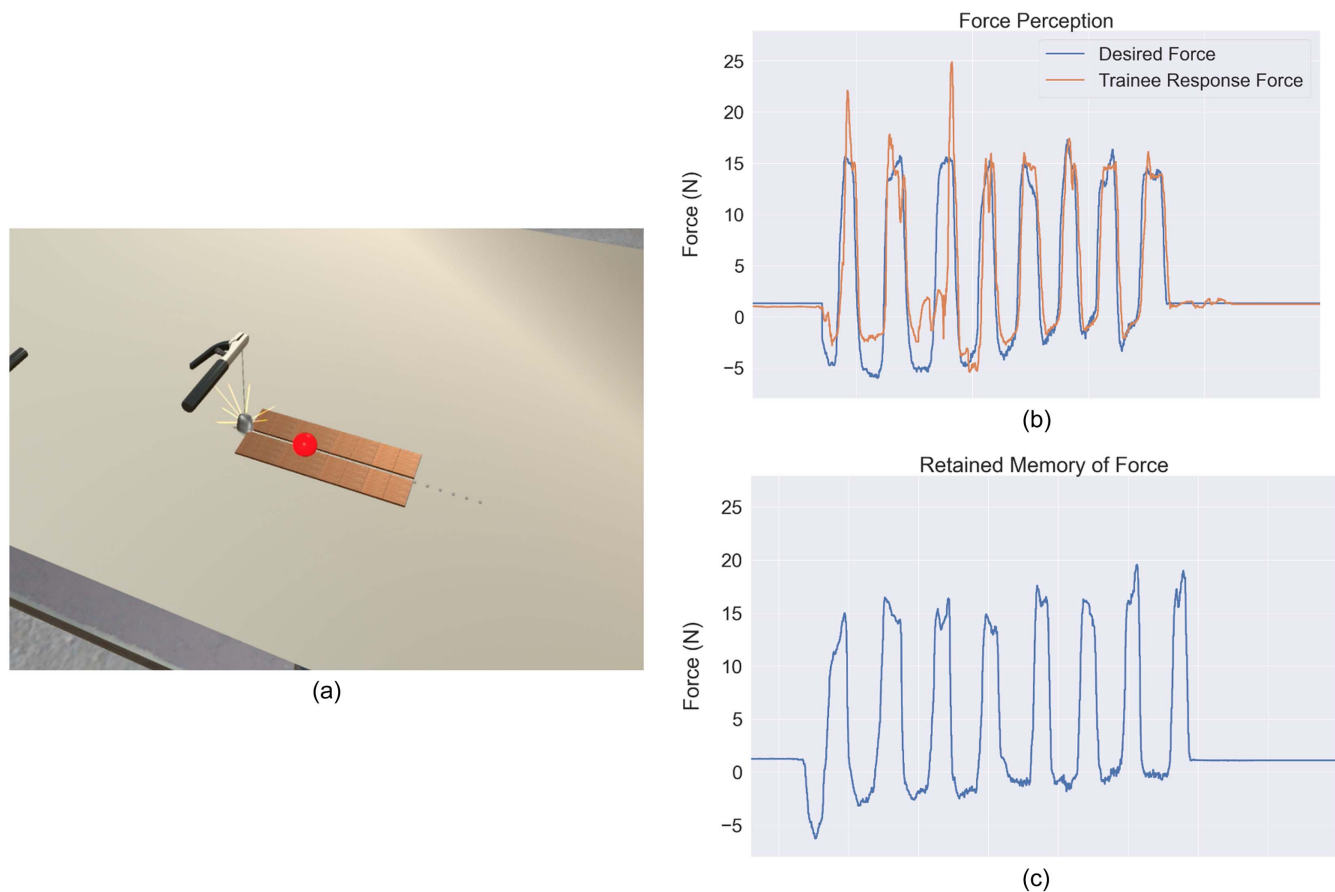 (a)
Force Perception
Desired Force
Trainee Response Force
Force (N)
25
20
15
10
5
0
−5
(b)
Retained Memory of Force
Force (N)
25
20
15
10
5
0
−5
(c)